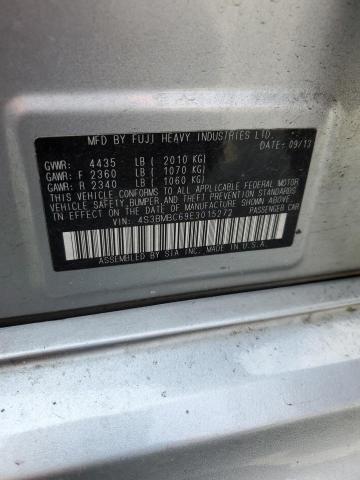 MFD BY FUJI HEAVY INDUSTRIES LTD.
DATE: 09/13
GVWR: 4435 LB ( 2010 KG)
GAWR: F 2360 LB ( 1070 KG)
GAWR: R 2340 LB ( 1060 KG)
THIS VEHICLE CONFORMS TO ALL APPLICABLE FEDERAL MOTOR
VEHICLE SAFETY, BUMPER, AND THEFT PREVENTION STANDARDS
IN EFFECT ON THE DATE OF MANUFACTURE SHOWN ABOVE.
VIN: 4S3BMBC69E3015272 PASSENGER CAR
ASSEMBLED BY SIA INC. MADE IN U.S.A.